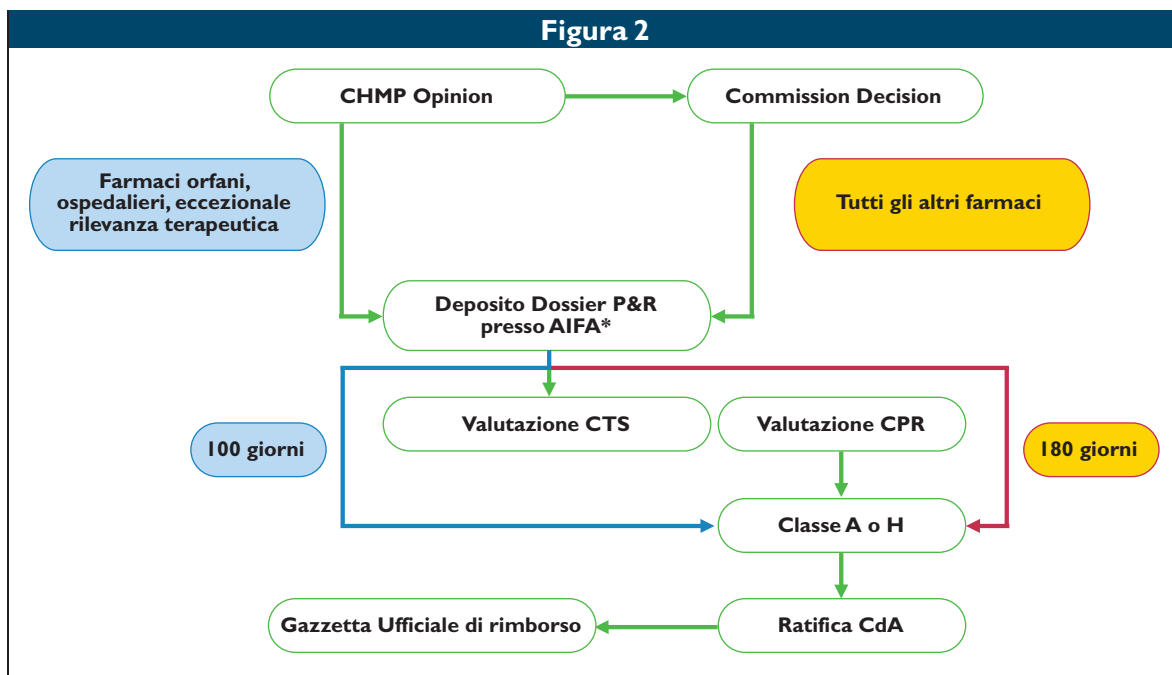 Figura 2
CHMP Opinion
Commission Decision
Farmaci orfani,
ospedalieri, eccezionale
rilevanza terapeutica
Tutti gli altri farmaci
Deposito Dossier P&R
presso AIFA*
Valutazione CTS
Valutazione CPR
100 giorni
180 giorni
Classe A o H
Gazzetta Ufficiale di rimborso
Ratifica CdA